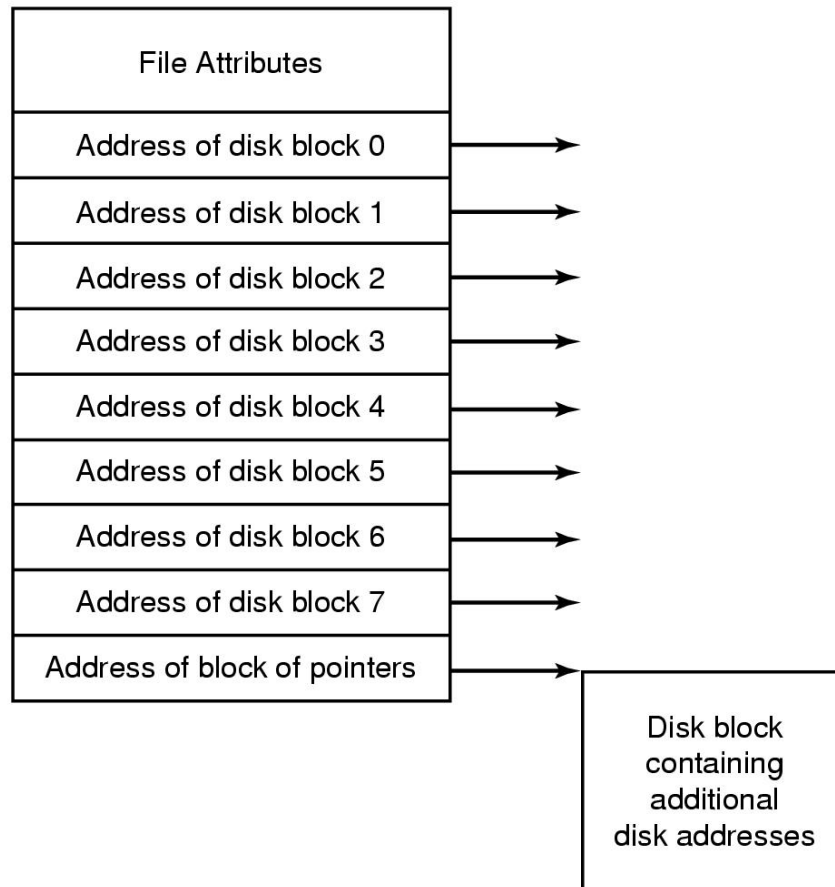 File Attributes
Address of disk block 0
Address of disk block 1
Address of disk block 2
Address of disk block 3
Address of disk block 4
Address of disk block 5
Address of disk block 6
Address of disk block 7
Address of block of pointers
Disk block
containing
additional
disk addresses